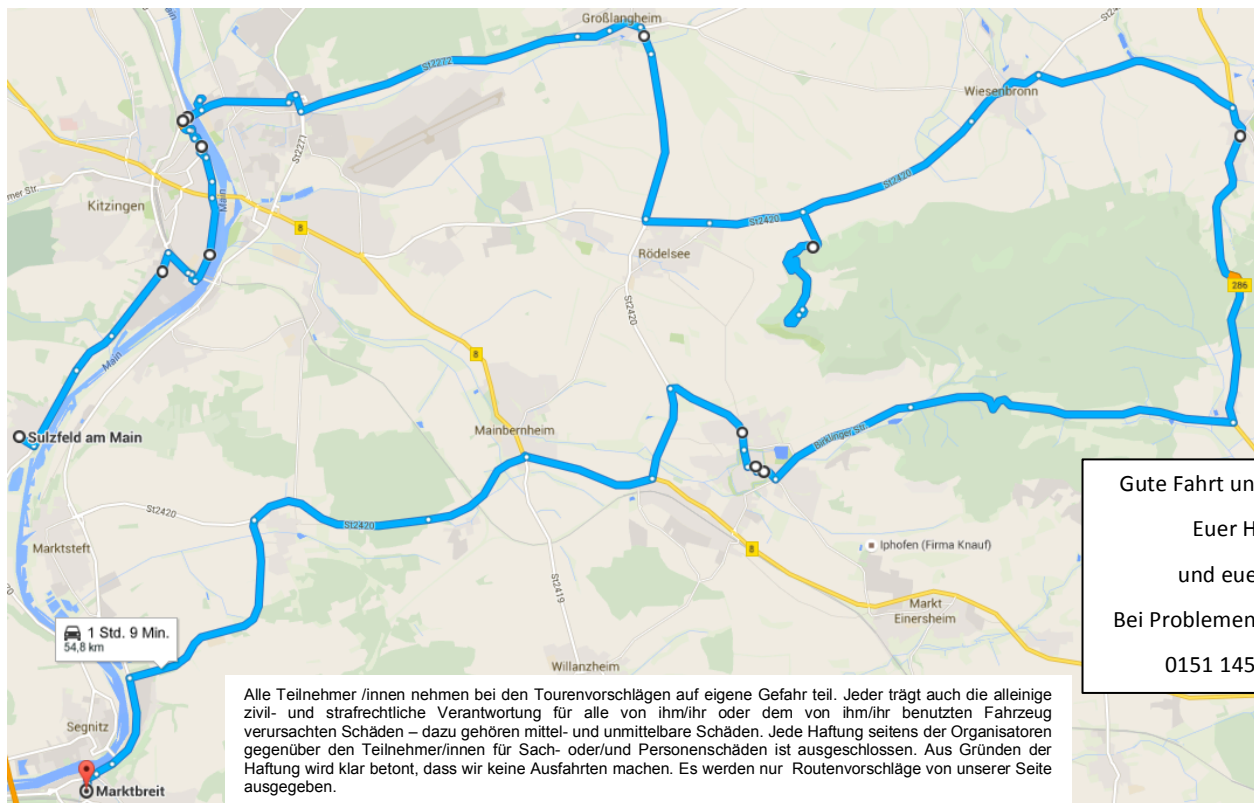 Großlangheim
St2272
Wiesenbronn
St2420
St2271
Main
Kitzingen
8
St2420
Rödelsee
286
St2420
Main
8
Sulzfeld am Main
Mainbernheim
Birklinger Str.
St2420
Marktsteft
St2420
Iphofen (Firma Knauf)
8
St2419
Markt
Einersheim
1 Std. 9 Min.
54,8 km
Willanzheim
Segnitz
Marktbreit
Gute Fahrt un
Euer H
und eue
Bei Problemen
0151 145
Alle Teilnehmer /innen nehmen bei den Tourenvorschlägen auf eigene Gefahr teil. Jeder trägt auch die alleinige
zivil- und strafrechtliche Verantwortung für alle von ihm/ihr oder dem von ihm/ihr benutzten Fahrzeug
verursachten Schäden – dazu gehören mittel- und unmittelbare Schäden. Jede Haftung seitens der Organisatoren
gegenüber den Teilnehmer/innen für Sach- oder/und Personenschäden ist ausgeschlossen. Aus Gründen der
Haftung wird klar betont, dass wir keine Ausfahrten machen. Es werden nur Routenvorschläge von unserer Seite
ausgegeben.